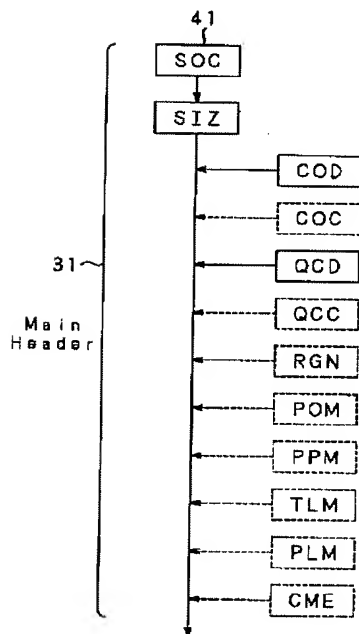 41
SOC
SIZ
COD
COC
31
QCD
Main
Header
QCC
RGN
POM
PPM
TLM
PLM
CME